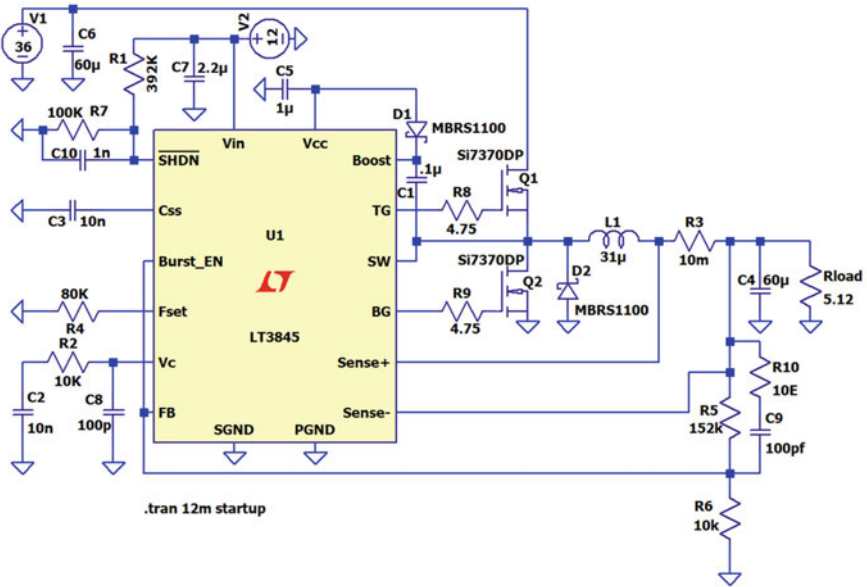 V1
36
C6
60µ
R1
392K
C7
2.2µ
V2
12
C5
1µ
D1
MBRS1100
100K
R7
C10
1n
SHDN
Vin
Vcc
Boost
.1µ
C1
Si7370DP
Q1
C3
10n
Css
TG
R8
4.75
U1
L1
31µ
R3
10m
Burst_EN
SW
Si7370DP
Q2
D2
MBRS1100
C4
60µ
Rload
5.12
80K
R4
Fset
LT3845
BG
R9
4.75
R2
10K
Vc
Sense+
R10
10E
C2
10n
C8
100p
FB
Sense-
R5
152k
C9
100pf
SGND
PGND
R6
10k
.tran 12m startup